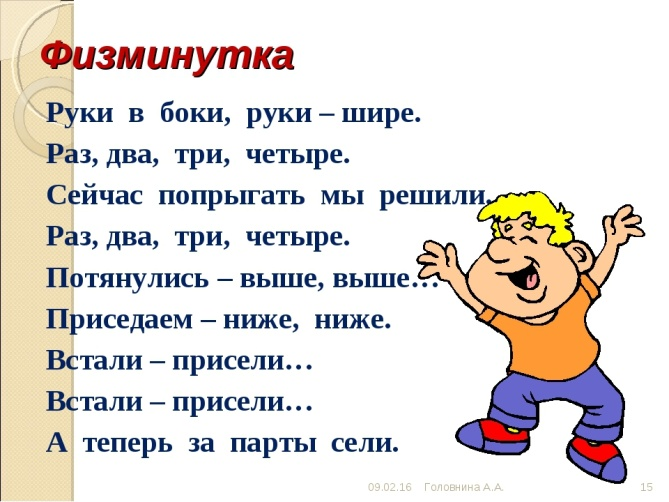 Физминутка
Руки в боки, руки – шире.
Раз, два, три, четыре.
Сейчас попрыгать мы решили.
Раз, два, три, четыре.
Потянулись – выше, выше…
Приседаем – ниже, ниже.
Встали – присели…
Встали – присели…
А теперь за парты сели.
09.02.16 Головнина А.А. 15